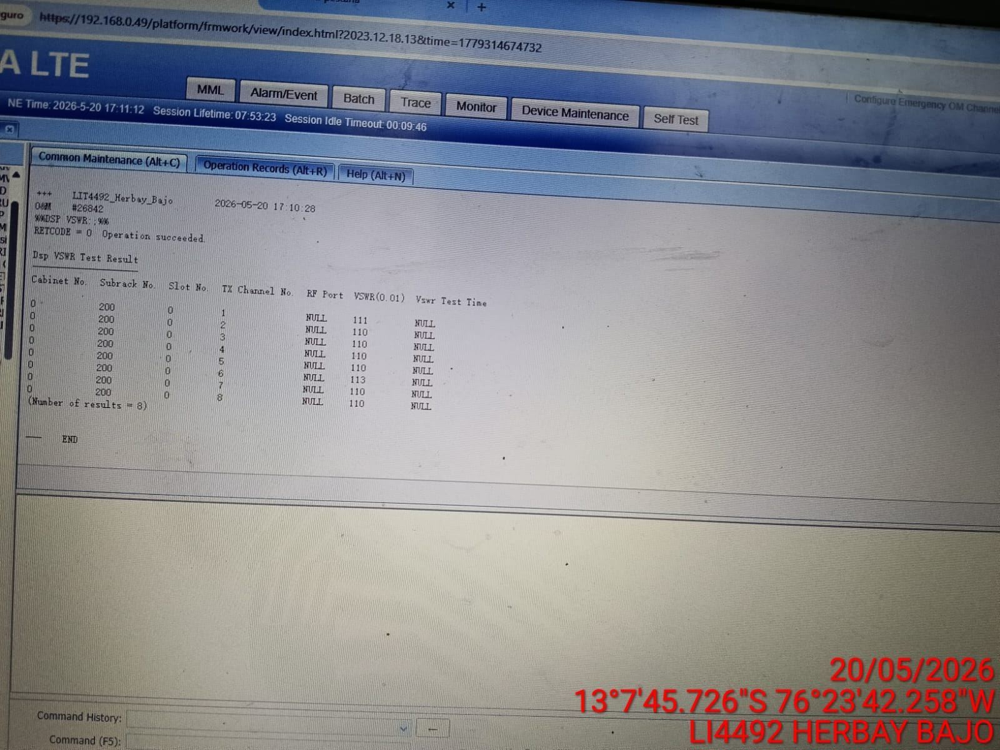 guro https://192.168.0.49/platform/frmwork/view/index.html?2023.12.18.13&time=1779314674732
A LTE
MML Alarm/Event Batch Trace Monitor Device Maintenance Self Test
Configure Emergency OM Channe
NE Time: 2026-5-20 17:11:12 Session Lifetime: 07:53:23 Session Idle Timeout: 00:09:46
Common Maintenance (Alt+C) Operation Records (Alt+R) Help (Alt+N)
+++ LIT4492_Herbay_Bajo 2026-05-20 17:10:28
O&M #26842
%%DSP VSWR:;%%
RETCODE = 0 Operation succeeded.
Dsp VSWR Test Result
Cabinet No. Subrack No. Slot No. TX Channel No. RF Port VSWR(0.01) Vswr Test Time
0 200 0 1 NULL 111 NULL
0 200 0 2 NULL 110 NULL
0 200 0 3 NULL 110 NULL
0 200 0 4 NULL 110 NULL
0 200 0 5 NULL 110 NULL
0 200 0 6 NULL 113 NULL
0 200 0 7 NULL 110 NULL
0 200 0 8 NULL 110 NULL
(Number of results = 8)
--- END
Command History:
Command (F5):
20/05/2026
13°7'45.726"S 76°23'42.258"W
LI4492 HERBAY BAJO